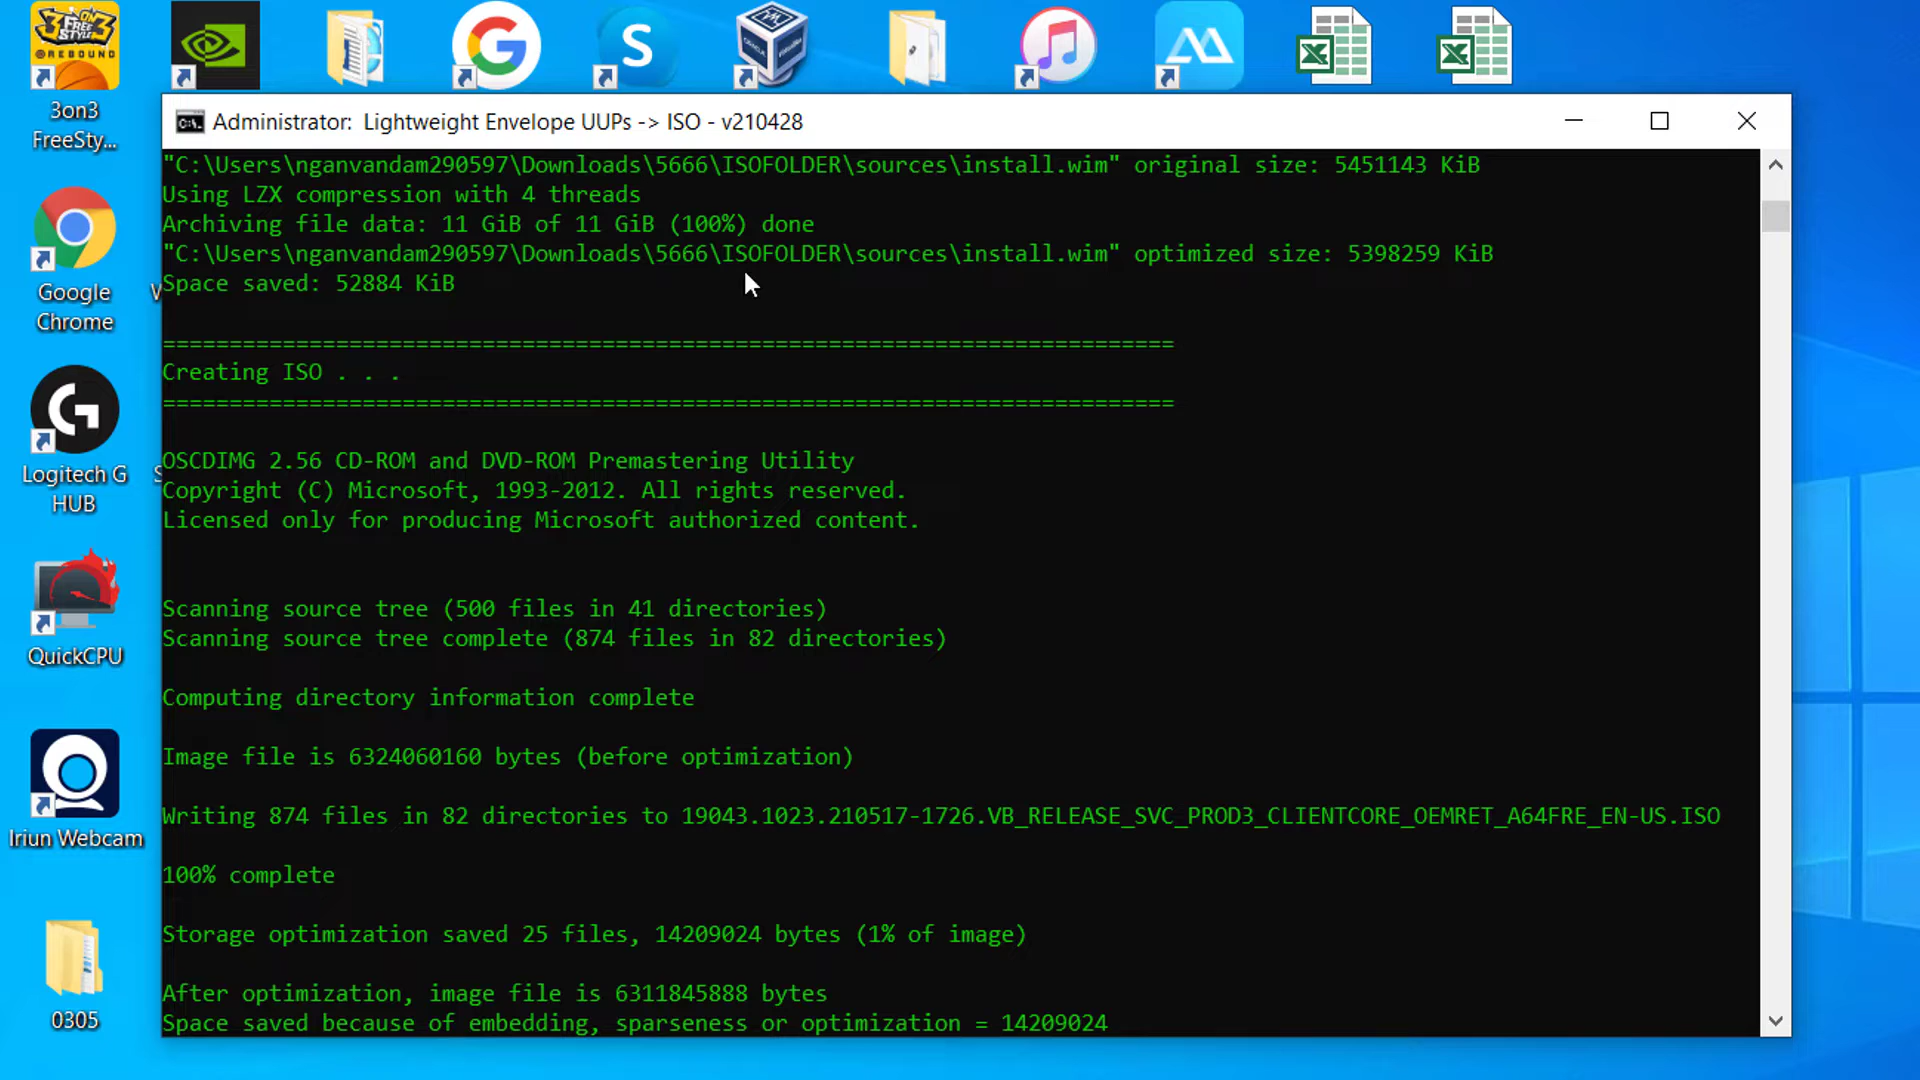 3on3
FreeSty...
Google
Chrome
Logitech G
HUB
QuickCPU
Iriun Webcam
0305
Administrator:  Lightweight Envelope UUPs -> ISO - v210428
"C:\Users\nganvandam290597\Downloads\5666\ISOFOLDER\sources\install.wim" original size: 5451143 KiB
Using LZX compression with 4 threads
Archiving file data: 11 GiB of 11 GiB (100%) done
"C:\Users\nganvandam290597\Downloads\5666\ISOFOLDER\sources\install.wim" optimized size: 5398259 KiB
Space saved: 52884 KiB
============================================================================
Creating ISO . . .
============================================================================
OSCDIMG 2.56 CD-ROM and DVD-ROM Premastering Utility
Copyright (C) Microsoft, 1993-2012. All rights reserved.
Licensed only for producing Microsoft authorized content.
Scanning source tree (500 files in 41 directories)
Scanning source tree complete (874 files in 82 directories)
Computing directory information complete
Image file is 6324060160 bytes (before optimization)
Writing 874 files in 82 directories to 19043.1023.210517-1726.VB_RELEASE_SVC_PROD3_CLIENTCORE_OEMRET_A64FRE_EN-US.ISO
100% complete
Storage optimization saved 25 files, 14209024 bytes (1% of image)
After optimization, image file is 6311845888 bytes
Space saved because of embedding, sparseness or optimization = 14209024